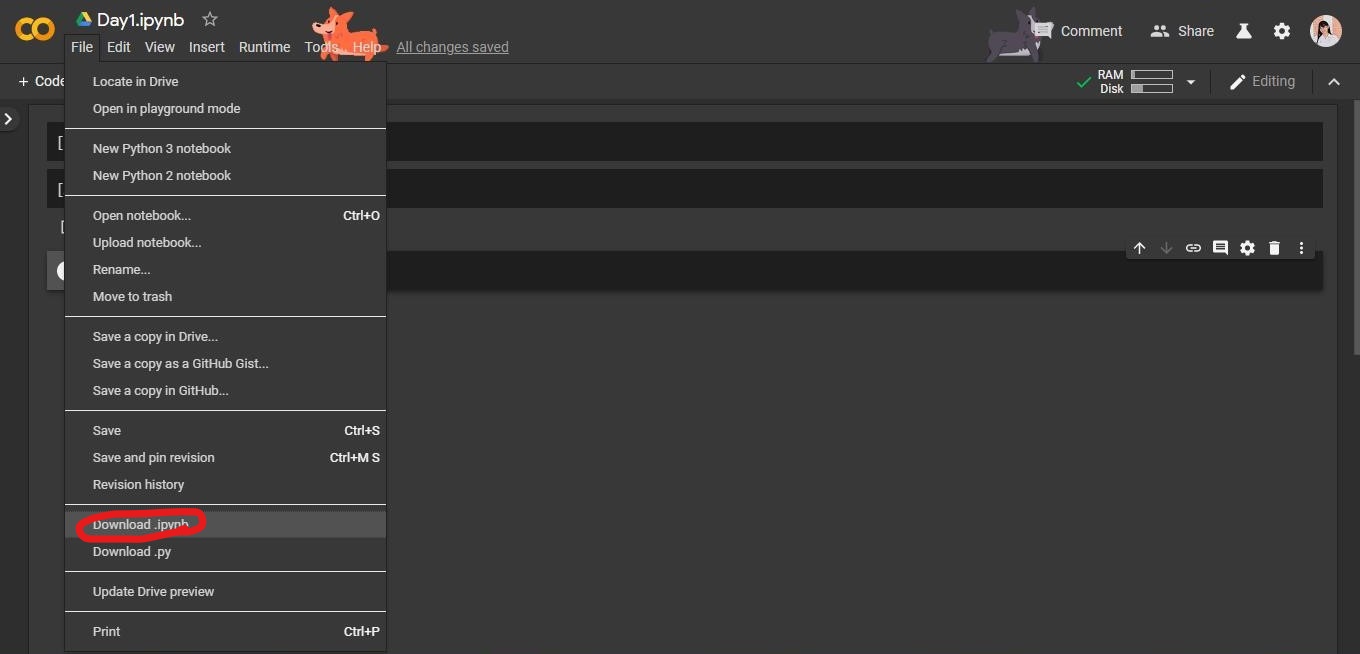 Day1.ipynb
File Edit View Insert Runtime Tools Help All changes saved
Comment
Share
+ Code
RAM
Disk
Editing
Locate in Drive
Open in playground mode
New Python 3 notebook
New Python 2 notebook
Open notebook... Ctrl+O
Upload notebook...
Rename...
Move to trash
Save a copy in Drive...
Save a copy as a GitHub Gist...
Save a copy in GitHub...
Save Ctrl+S
Save and pin revision Ctrl+M S
Revision history
Download .ipynb
Download .py
Update Drive preview
Print Ctrl+P
[
[
[